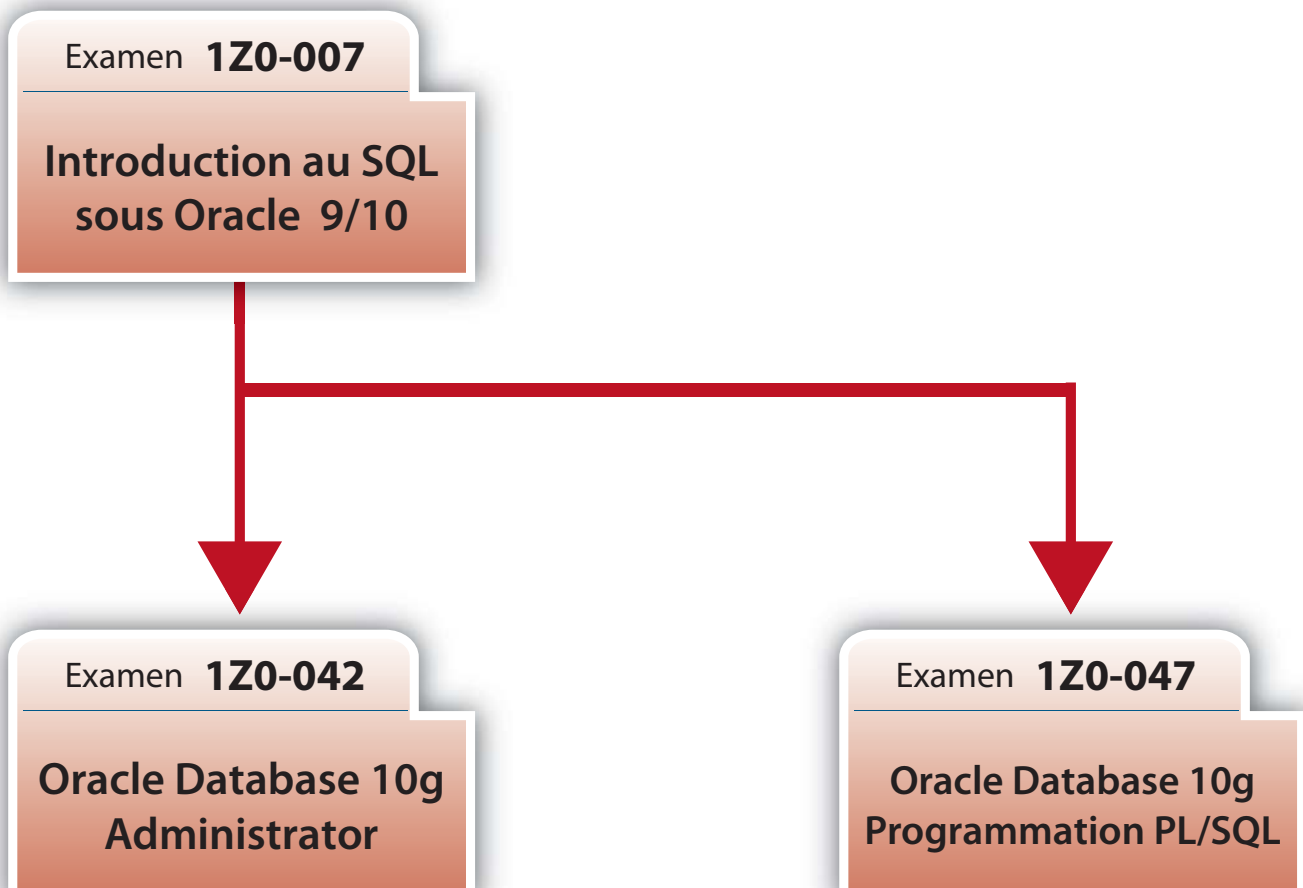 Examen 1Z0-007
Introduction au SQL
sous Oracle 9/10
Examen 1Z0-042
Oracle Database 10g
Administrator
Examen 1Z0-047
Oracle Database 10g
Programmation PL/SQL